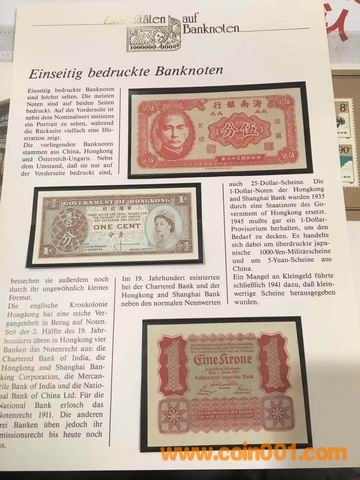 Kuriositäten auf
Banknoten
1000000
Einseitig bedruckte Banknoten
Einseitig bedruckte Banknoten
sind höchst selten. Die meisten
Noten sind auf beiden Seiten
bedruckt. Auf der Vorderseite ist
nebst dem Nominalwert meistens
ein Portrait zu sehen, während
die Rückseite vielfach eine Illu-
stration zeigt.
Die vorliegenden Banknoten
stammen aus China, Hongkong
und Österreich-Ungarn. Nebst
dem Umstand, daß sie nur auf
der Vorderseite bedruckt sind,
行銀南海
AA
AA
分伍
GOVERNMENT OF HONGKONG
ONE CENT
auch 25-Dollar-Scheine. Die
1-Dollar-Noten der Hongkong
and Shanghai Bank wurden 1935
durch eine Staatsnote des Go-
vernment of Hongkong ersetzt.
1945 mußte gar ein 1-Dollar-
Provisorium herhalten, um den
Bedarf zu decken. Es handelte
sich dabei um überdruckte japa-
nische 1000-Yen-Militärscheine
und um 5-Yuan-Scheine aus
China.
Ein Mangel an Kleingeld führte
schließlich 1941 dazu, daß klein-
wertige Scheine herausgegeben
wurden.
bestechen sie außerdem noch
durch ihr ungewöhnlich kleines
Format.
Die englische Kronkolonie
Hongkong hat eine reiche Ver-
gangenheit in Bezug auf Noten.
Seit der 2. Hälfte des 19. Jahr-
hunderts übten in Hongkong vier
Banken das Notenrecht aus: die
Chartered Bank of India, die
Hongkong and Shanghai Ban-
king Corporation, die Mercan-
tile Bank of India und die Natio-
nal Bank of China Ltd. Für die
National Bank erlosch das
Notenrecht 1911. Die anderen
drei Banken üben jedoch ihr
Emissionsrecht bis heute noch
aus.
im 19. Jahrhundert existierten
bei der Chartered Bank und der
Hongkong and Shanghai Bank
neben den normalen Nennwerten
1
Eine Krone
1
www.coin001.com